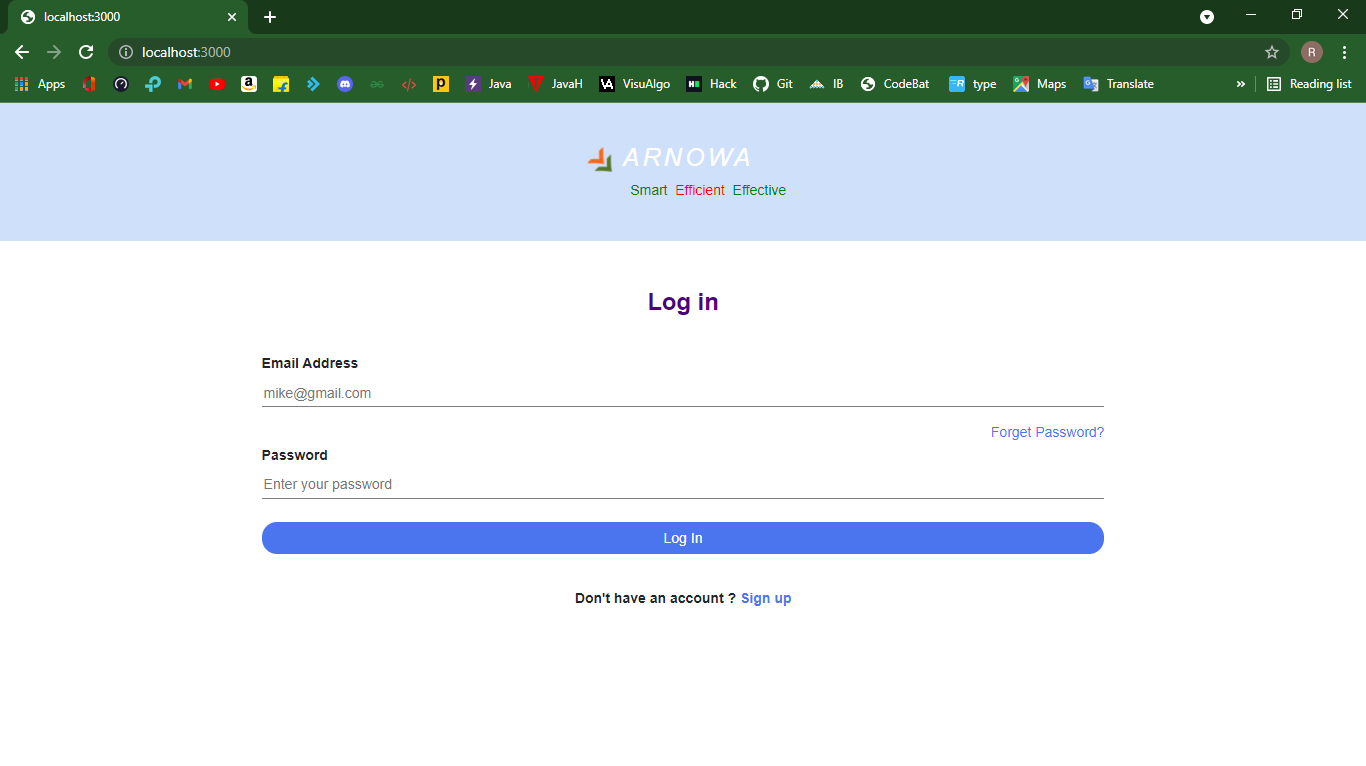 localhost:3000
localhost:3000
R
Apps Java JavaH VisuAlgo Hack Git IB CodeBat type Maps Translate » Reading list
ARNOWA
Smart Efficient Effective
Log in
Email Address
mike@gmail.com
Forget Password?
Password
Enter your password
Log In
Don't have an account ? Sign up